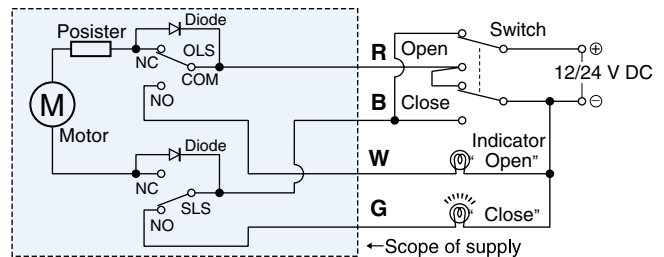 Diode
Switch
Posister
OLS
R
Open
⊕
NC
COM
12/24 V DC
M
NO
B
Close
⊖
Motor
Diode
Indicator
W
“Open”
NC
G
“Close”
NO
SLS
←Scope of supply